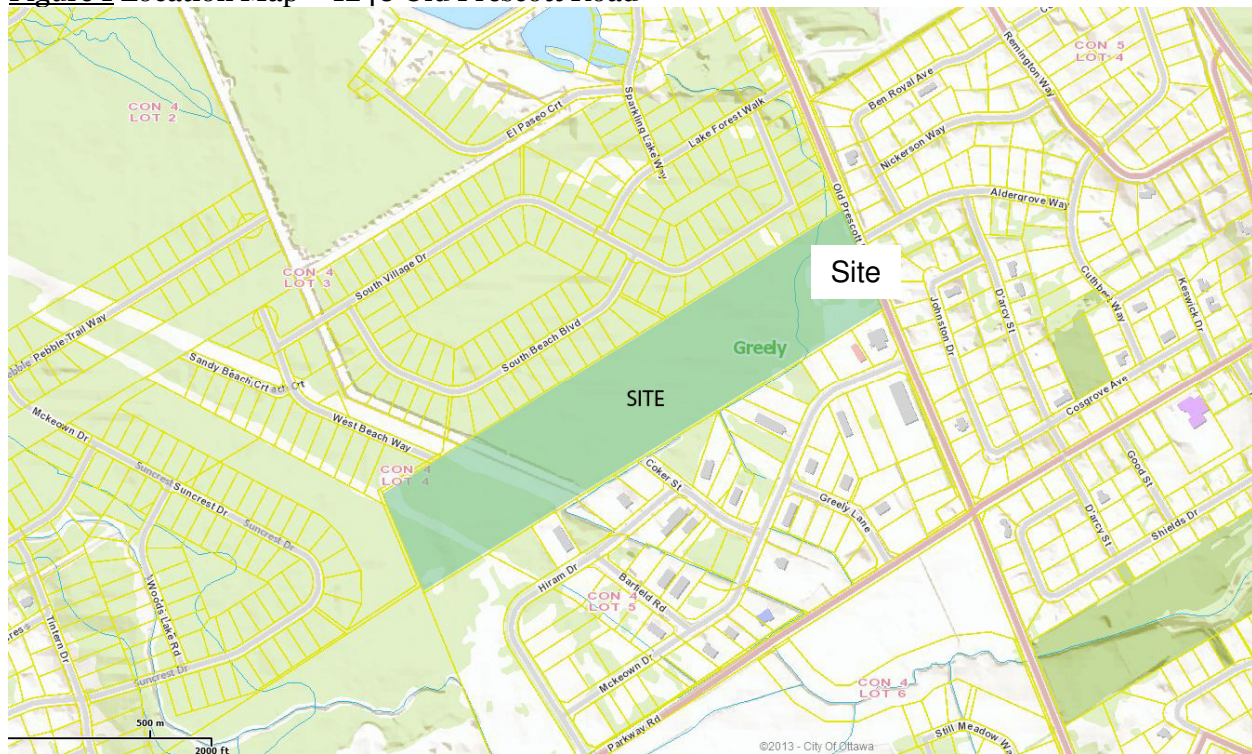 CON 5
LOT 4
Remington Way
Ben Royal Ave
CON 4
LOT 2
El Paseo Crt
Sparkling Lake Way
Lake Forest Walk
Nickerson Way
Old Prescott
Aldergrove Way
Site
CON 4
LOT 3
South Village Dr
Cuthbert Way
Keswick Dr
D'arcy St
Johnston Dr
Pebble Trail Way
South Beach Blvd
Greely
Sandy Beach Crt
West Beach Way
SITE
Cosgrove Ave
Mckeown Dr
CON 4
LOT 4
Suncrest Dr
Suncrest Dr
Suncrest Dr
Coker St
Greely Lane
Good St
D'arcy St
Shields Dr
Hiram Dr
Barfield Rd
CON 4
LOT 5
Woods Lake Rd
Tintern Dr
Suncrest Dr
Mckeown Dr
CON 4
LOT 6
Parkway Rd
Still Meadow Wa
500 m
2000 ft
©2013 - City Of Ottawa